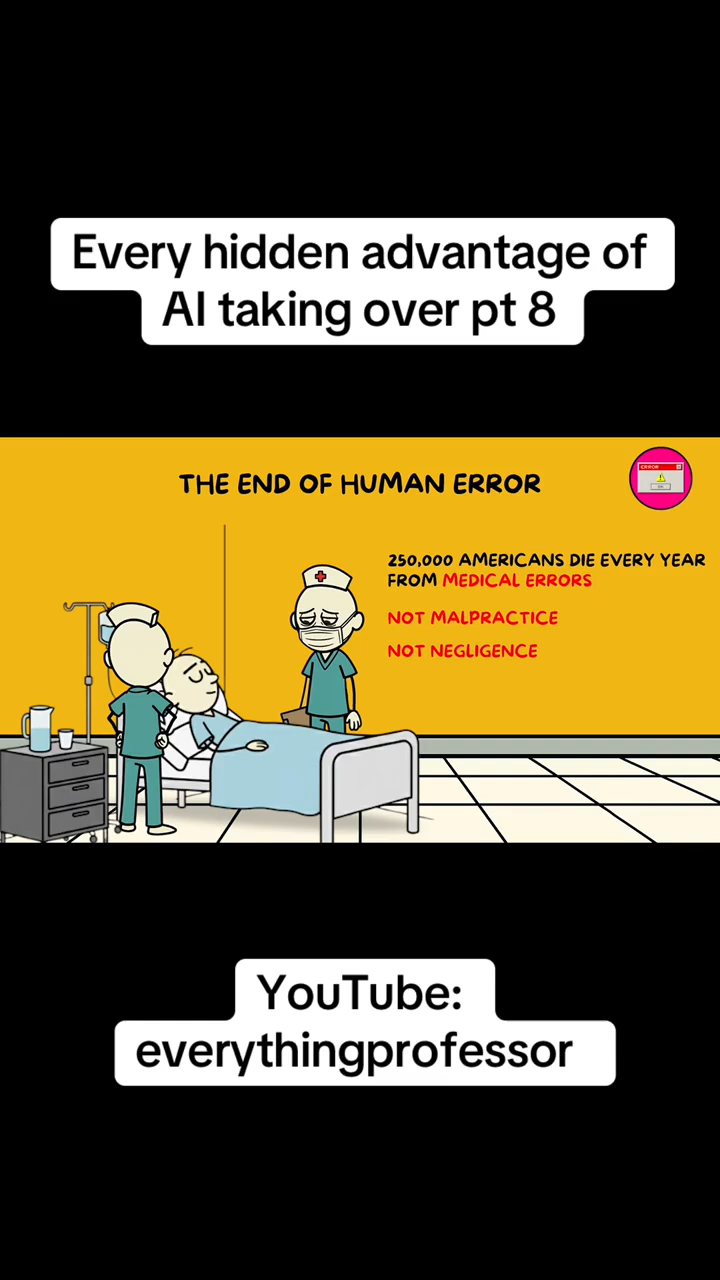 Every hidden advantage of
AI taking over pt 8
THE END OF HUMAN ERROR
ERROR
250,000 AMERICANS DIE EVERY YEAR
FROM MEDICAL ERRORS
NOT MALPRACTICE
NOT NEGLIGENCE
YouTube:
everythingprofessor